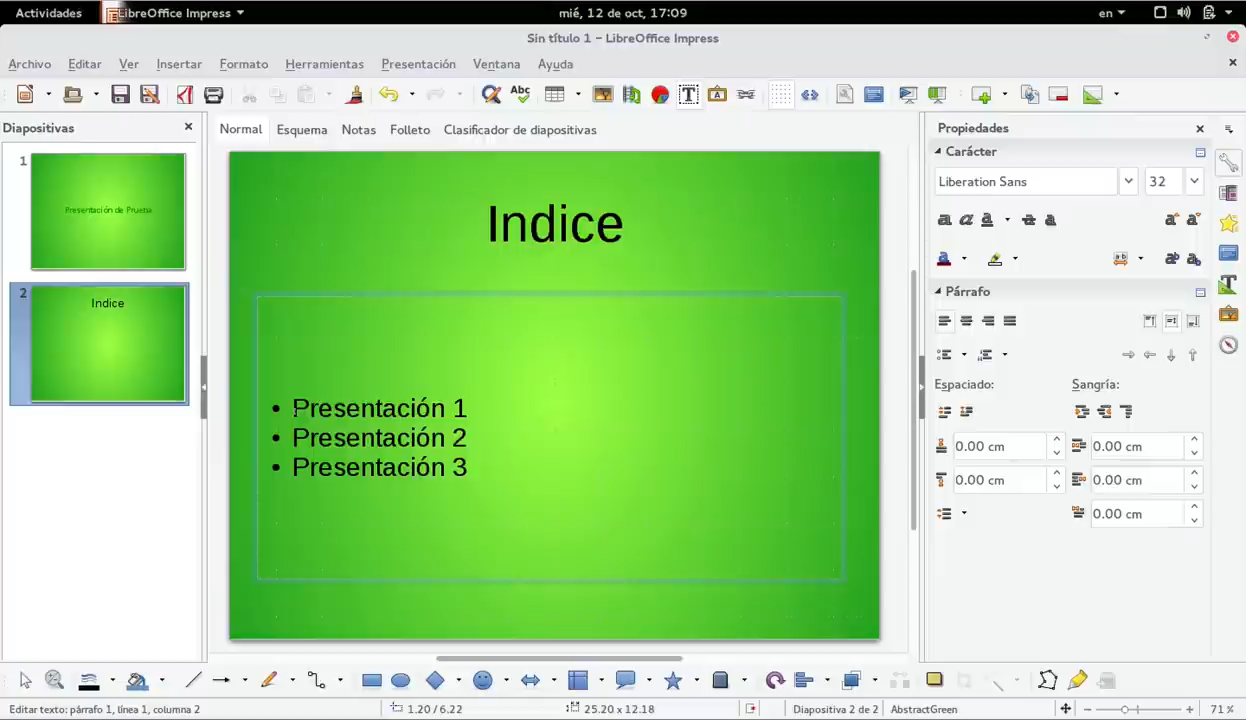 Actividades LibreOffice Impress mié, 12 de oct, 17:09 en
Sin título 1 - LibreOffice Impress
Archivo Editar Ver Insertar Formato Herramientas Presentación Ventana Ayuda
Diapositivas
Normal Esquema Notas Folleto Clasificador de diapositivas
1
Presentación de Prueba
2
Indice
Indice
• Presentación 1
• Presentación 2
• Presentación 3
Propiedades
Carácter
Liberation Sans 32
Párrafo
Espaciado: Sangría:
0.00 cm 0.00 cm
0.00 cm 0.00 cm
0.00 cm
Editar texto: párrafo 1, línea 1, columna 2 1.20 / 6.22 25.20 x 12.18 Diapositiva 2 de 2 AbstractGreen 71 %